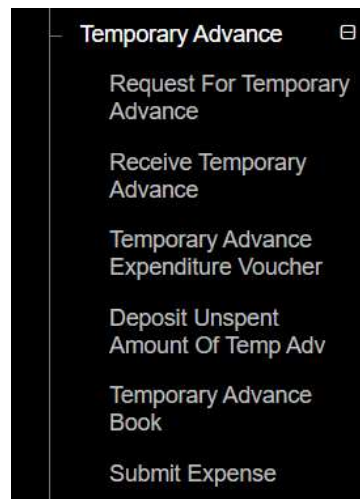 Temporary Advance
Request For Temporary
Advance
Receive Temporary
Advance
Temporary Advance
Expenditure Voucher
Deposit Unspent
Amount Of Temp Adv
Temporary Advance
Book
Submit Expense